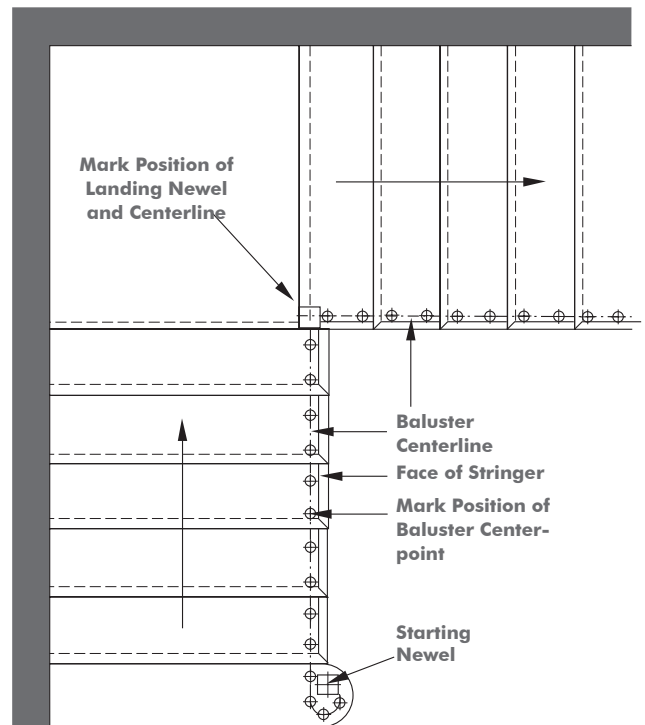 Mark Position of
Landing Newel
and Centerline
Baluster
Centerline
Face of Stringer
Mark Position of
Baluster Center-
point
Starting
Newel